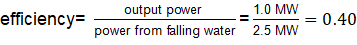 efficiency= output power / power from falling water = 1.0 MW / 2.5 MW = 0.40